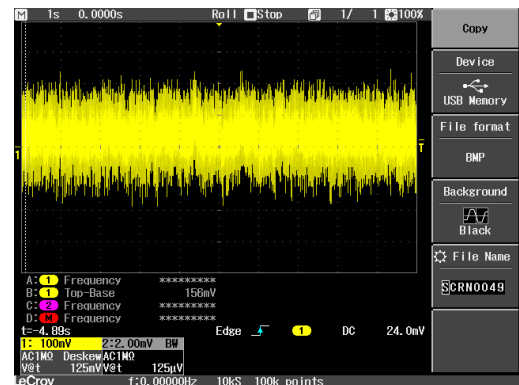 M 1s 0.0000s Roll Stop 1/ 1 100%
Copy
Device
USB Memory
File format
BMP
Background
Black
File Name
SCRN0049
1
T
A: 1 Frequency *********
B: 1 Top-Base 156mV
C: 2 Frequency *********
D: M Frequency *********
t=-4.89s Edge 1 DC 24.0mV
1: 100mV 2:2.00mV BW
AC1MΩ Deskew AC1MΩ
V@t 125mV V@t 125µV
LeCroy f:0.00000Hz 10kS 100k points